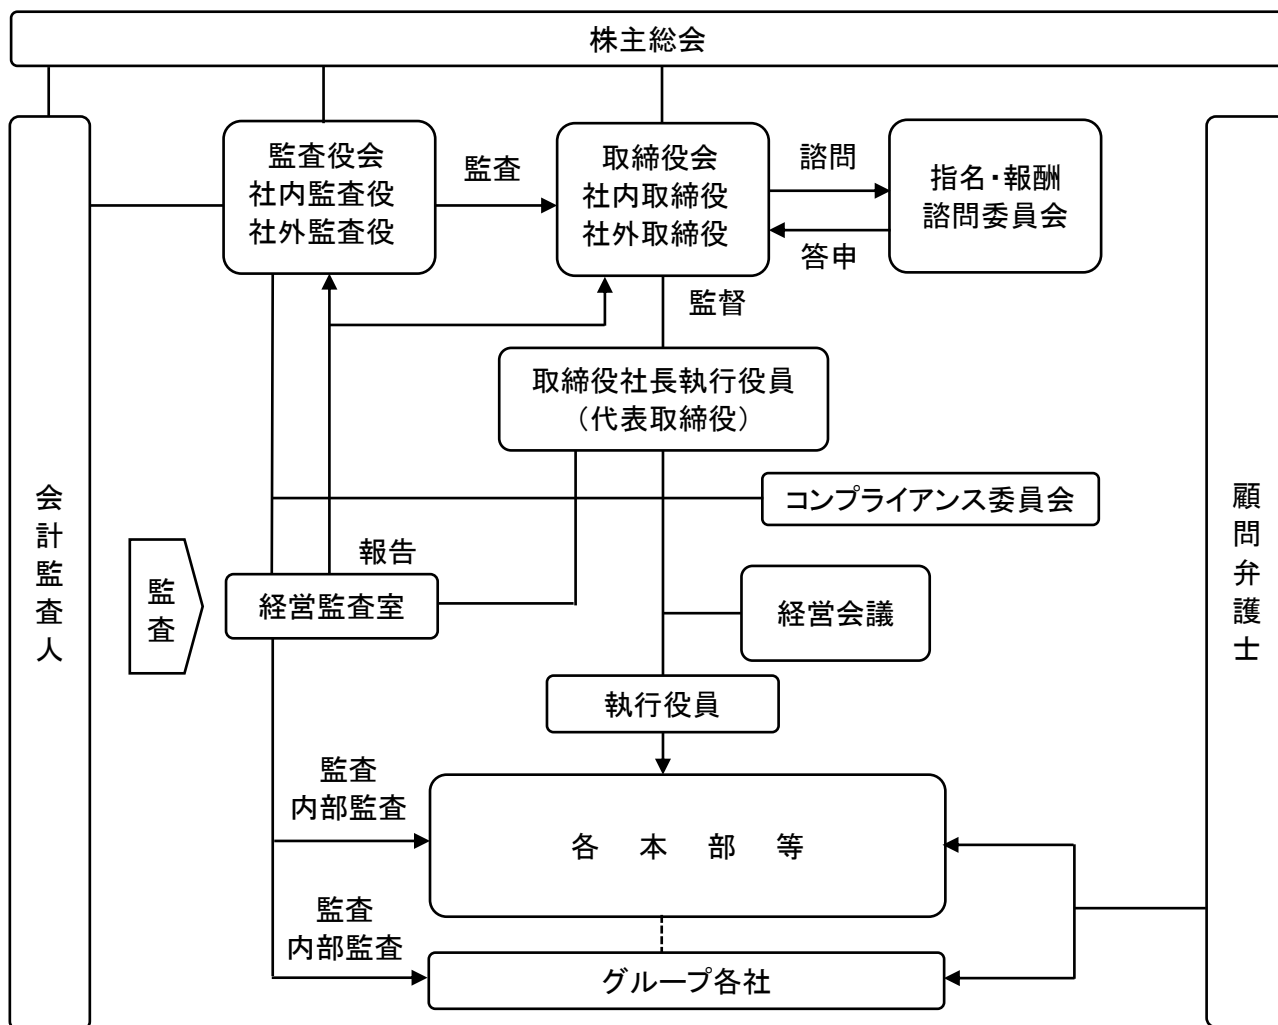 株主総会
監査役会
社内監査役
社外監査役
監査
取締役会
社内取締役
社外取締役
諮問
答申
指名・報酬
諮問委員会
監督
取締役社長執行役員
（代表取締役）
コンプライアンス委員会
会計監査人
顧問弁護士
監査
報告
経営監査室
経営会議
執行役員
監査
内部監査
各本部等
監査
内部監査
グループ各社